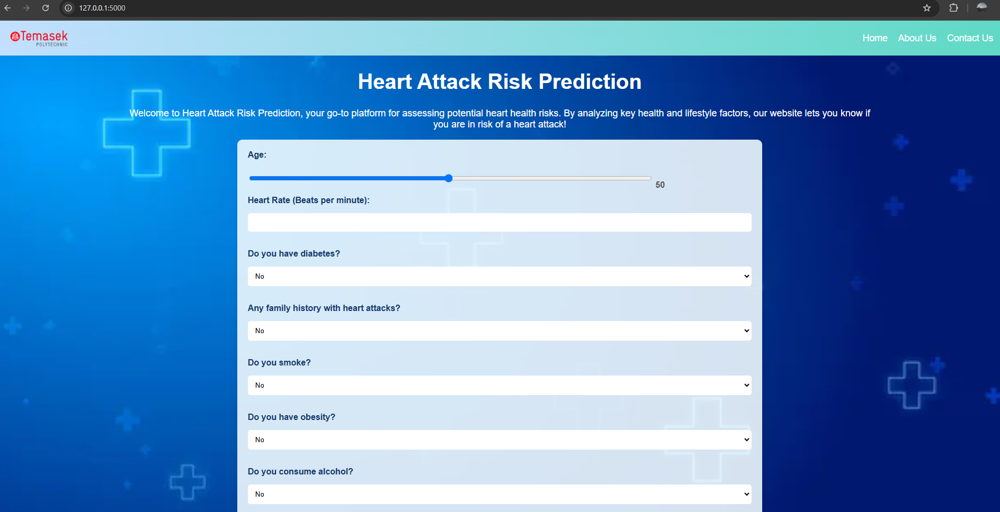 127.0.0.1:5000
Temasek
POLYTECHNIC
Home About Us Contact Us
Heart Attack Risk Prediction
Welcome to Heart Attack Risk Prediction, your go-to platform for assessing potential heart health risks. By analyzing key health and lifestyle factors, our website lets you know if
you are in risk of a heart attack!
Age:
50
Heart Rate (Beats per minute):
Do you have diabetes?
No
Any family history with heart attacks?
No
Do you smoke?
No
Do you have obesity?
No
Do you consume alcohol?
No